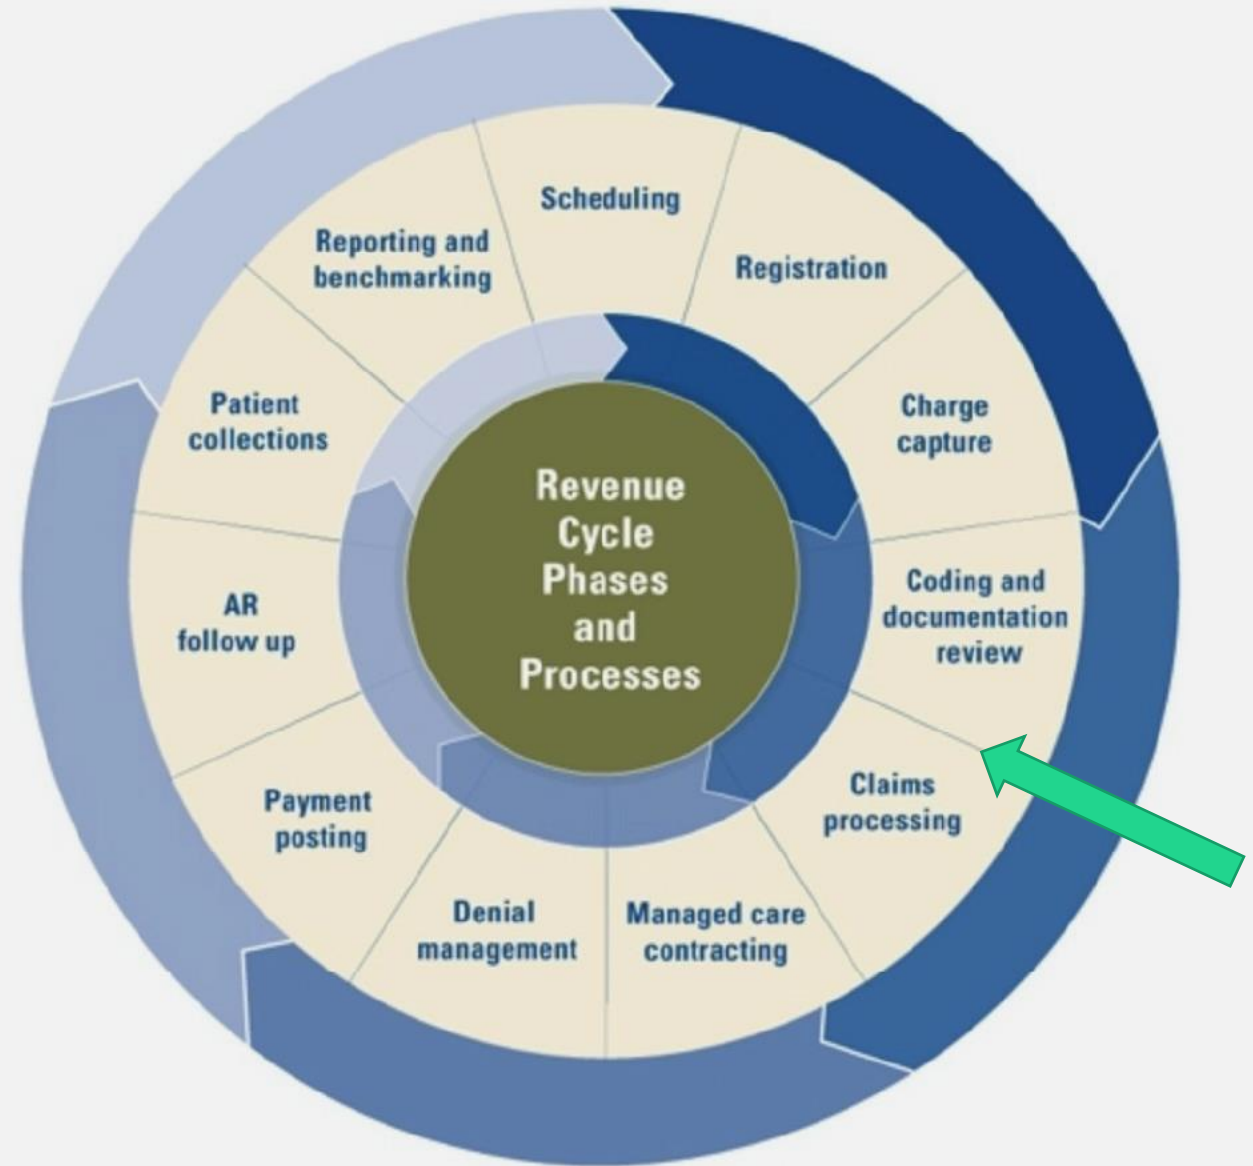 Scheduling
Registration
Charge
capture
Coding and
documentation
review
Claims
processing
Managed care
contracting
Denial
management
Payment
posting
AR
follow up
Patient
collections
Reporting and
benchmarking
Revenue
Cycle
Phases
and
Processes